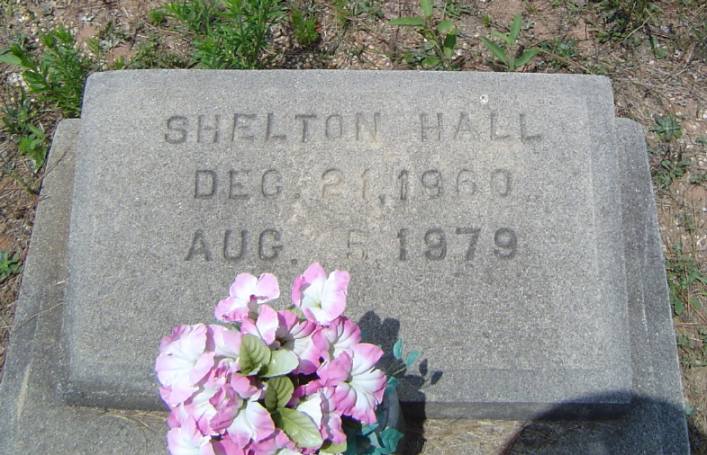 SHELTON HALL
DEC. 21, 1960
AUG. 5, 1979